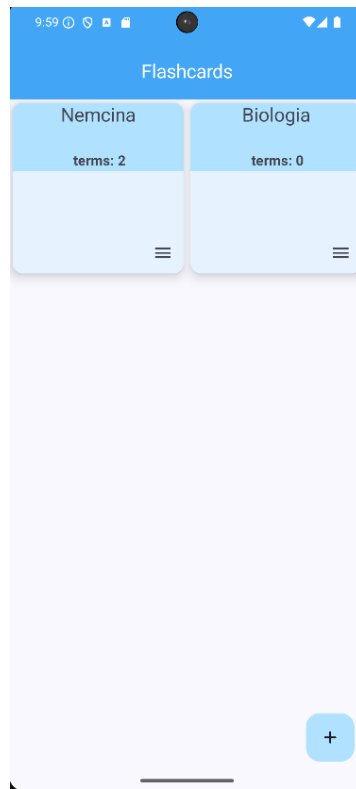 9:59
Flashcards
Nemcina
terms: 2
Biologia
terms: 0
+